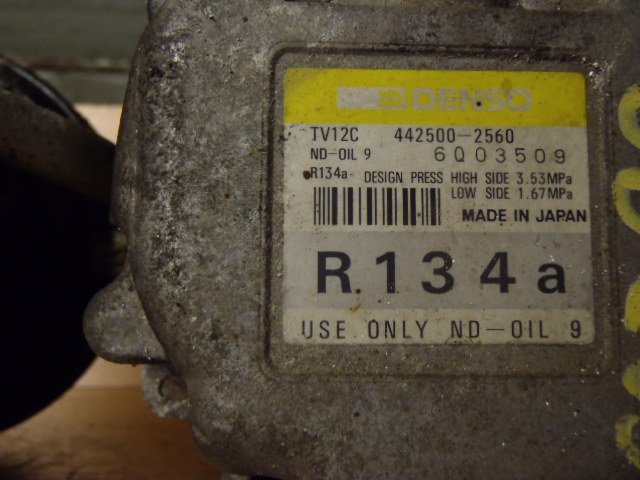 DENSO
TV12C 442500-2560
ND-OIL 9 6Q03509
R134a DESIGN PRESS HIGH SIDE 3.53MPa
LOW SIDE 1.67MPa
MADE IN JAPAN
R.134a
USE ONLY ND-OIL 9